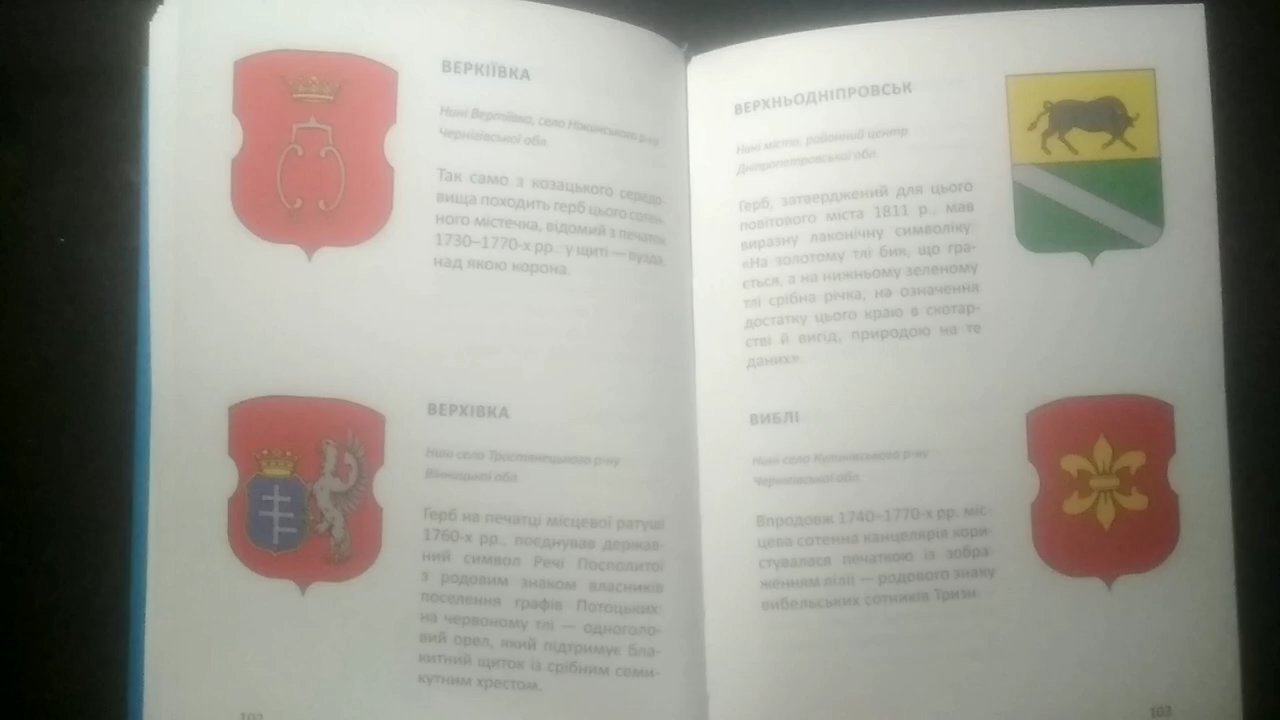 ВЕРКІЇВКА
Нині Вертіївка, село Ніжинського р-ну
Чернігівської обл.
Так само з козацького середо-
вища походить герб цього сотен-
ного містечка, відомий з печаток
1730–1770-х рр.: у щиті — вузда,
над якою корона.
ВЕРХІВКА
Нині село Тростянецького р-ну
Вінницької обл.
Герб на печатці місцевої ратуші
1760-х рр., поєднував держав-
ний символ Речі Посполитої
з родовим знаком власників
поселення графів Потоцьких:
на червоному тлі — одноголо-
вий орел, який підтримує бла-
китний щиток із срібним семи-
кутним хрестом.
102
ВЕРХНЬОДНІПРОВСЬК
Нині місто, районний центр
Дніпропетровської обл.
Герб, затверджений для цього
повітового міста 1811 р., мав
виразну лаконічну символіку:
«На золотому тлі бик, що гра-
ється, а на нижньому зеленому
тлі срібна річка, на означення
достатку цього краю в скотар-
стві й вигід, природою на те
даних».
ВИБЛІ
Нині село Куликівського р-ну
Чернігівської обл.
Впродовж 1740–1770-х рр. міс-
цева сотенна канцелярія кори-
стувалася печаткою із зобра-
женням лілії — родового знаку
вибельських сотників Тризн.
103